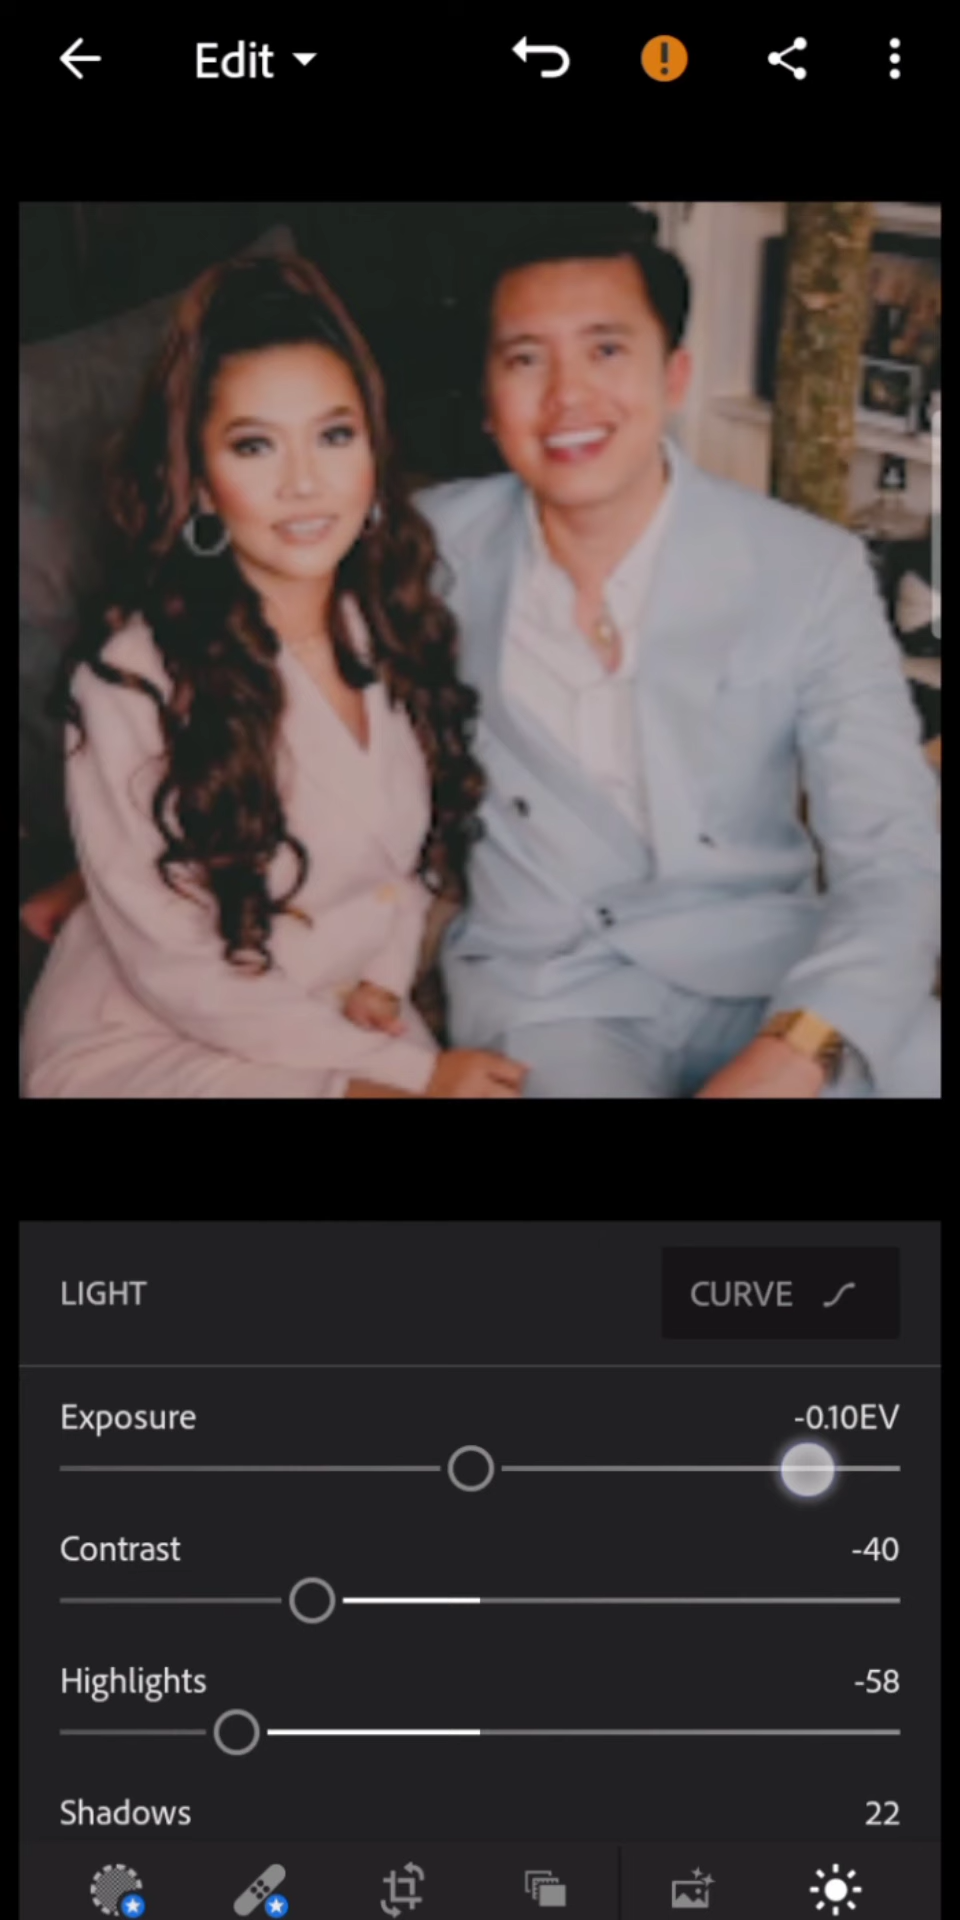 Edit
LIGHT
CURVE
Exposure -0.10EV
Contrast -40
Highlights -58
Shadows 22